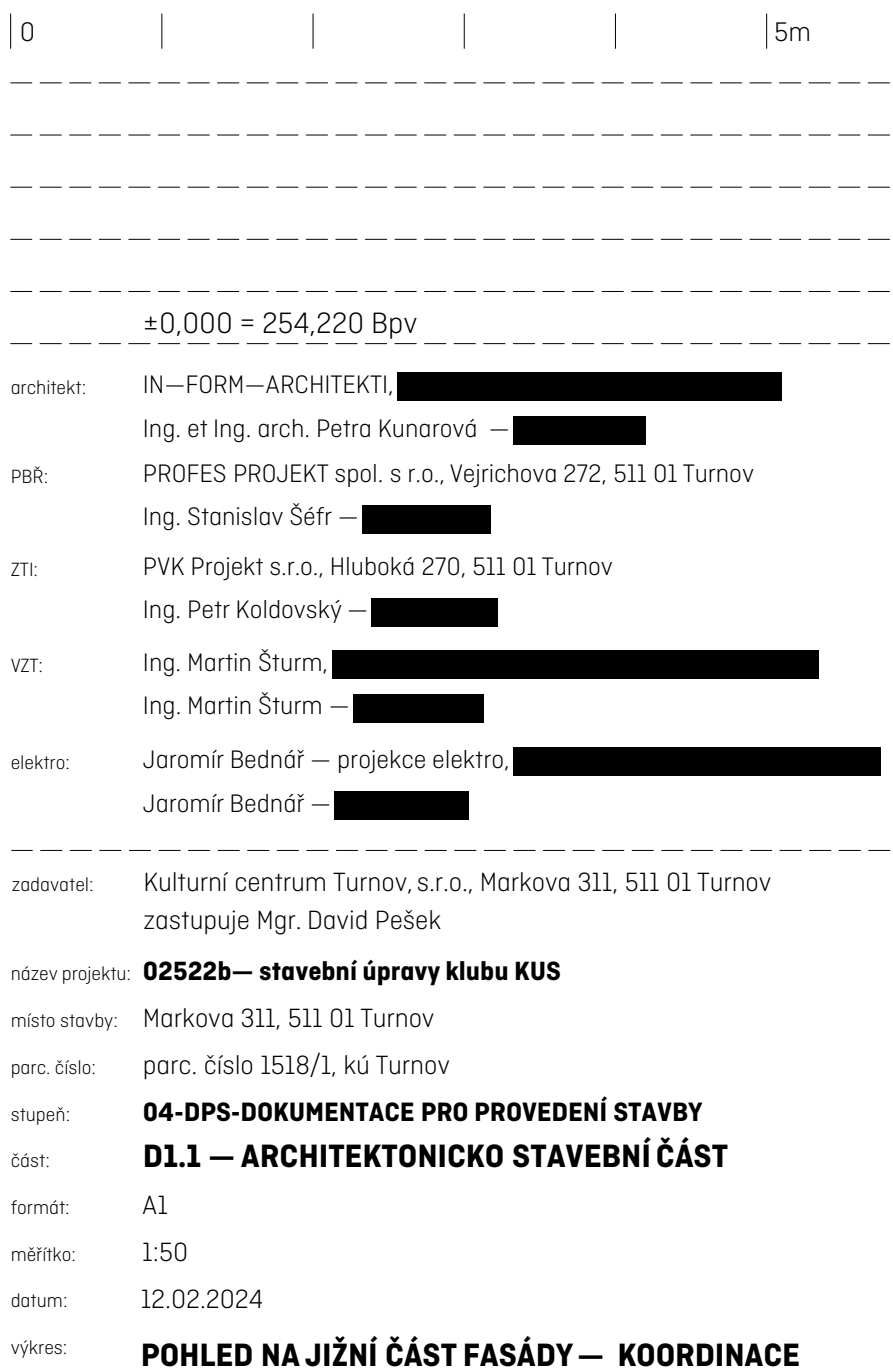 0 5m
±0,000 = 254,220 Bpv
architekt: IN—FORM—ARCHITEKTI,
Ing. et Ing. arch. Petra Kunarová —
PBŘ: PROFES PROJEKT spol. s r.o., Vejrichova 272, 511 01 Turnov
Ing. Stanislav Šéfr —
ZTI: PVK Projekt s.r.o., Hluboká 270, 511 01 Turnov
Ing. Petr Koldovský —
VZT: Ing. Martin Šturm,
Ing. Martin Šturm —
elektro: Jaromír Bednář — projekce elektro,
Jaromír Bednář —
zadavatel: Kulturní centrum Turnov, s.r.o., Markova 311, 511 01 Turnov
zastupuje Mgr. David Pešek
název projektu: 02522b— stavební úpravy klubu KUS
místo stavby: Markova 311, 511 01 Turnov
parc. číslo: parc. číslo 1518/1, kú Turnov
stupeň: 04-DPS-DOKUMENTACE PRO PROVEDENÍ STAVBY
část: D1.1 — ARCHITEKTONICKO STAVEBNÍ ČÁST
formát: A1
měřítko: 1:50
datum: 12.02.2024
výkres: POHLED NA JIŽNÍ ČÁST FASÁDY — KOORDINACE